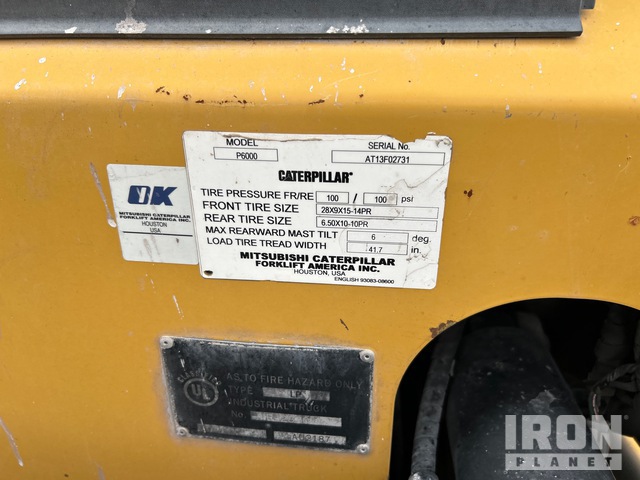 MODEL SERIAL No.
P6000 AT13F02731
CATERPILLAR
TIRE PRESSURE FR/RE 100 / 100 psi
FRONT TIRE SIZE 28X9X15-14PR
REAR TIRE SIZE 6.50X10-10PR
MAX REARWARD MAST TILT 6 deg.
LOAD TIRE TREAD WIDTH 41.7 in.
MITSUBISHI CATERPILLAR
FORKLIFT AMERICA INC.
HOUSTON, USA
ENGLISH 93083-08600
OK
MITSUBISHI CATERPILLAR
FORKLIFT AMERICA INC.
HOUSTON
USA
UL
AS TO FIRE HAZARD ONLY
TYPE LP
INDUSTRIAL TRUCK
No.
IRON
PLANET